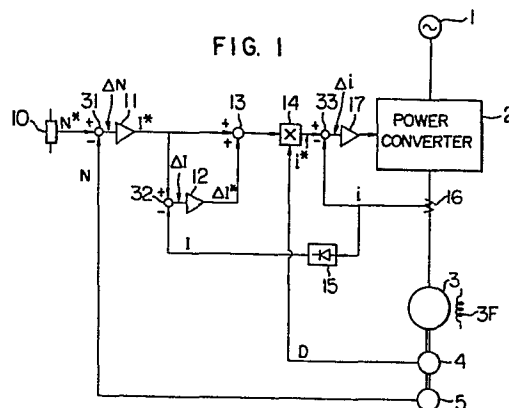 FIG. 1
1
ΔN
31
11
13
14
Δi
17
2
10
N*
+
-
I*
+
+
X
i*
+
-
POWER
CONVERTER
N
ΔI
12
ΔI*
32
-
16
i
I
15
3
3F
D
4
5